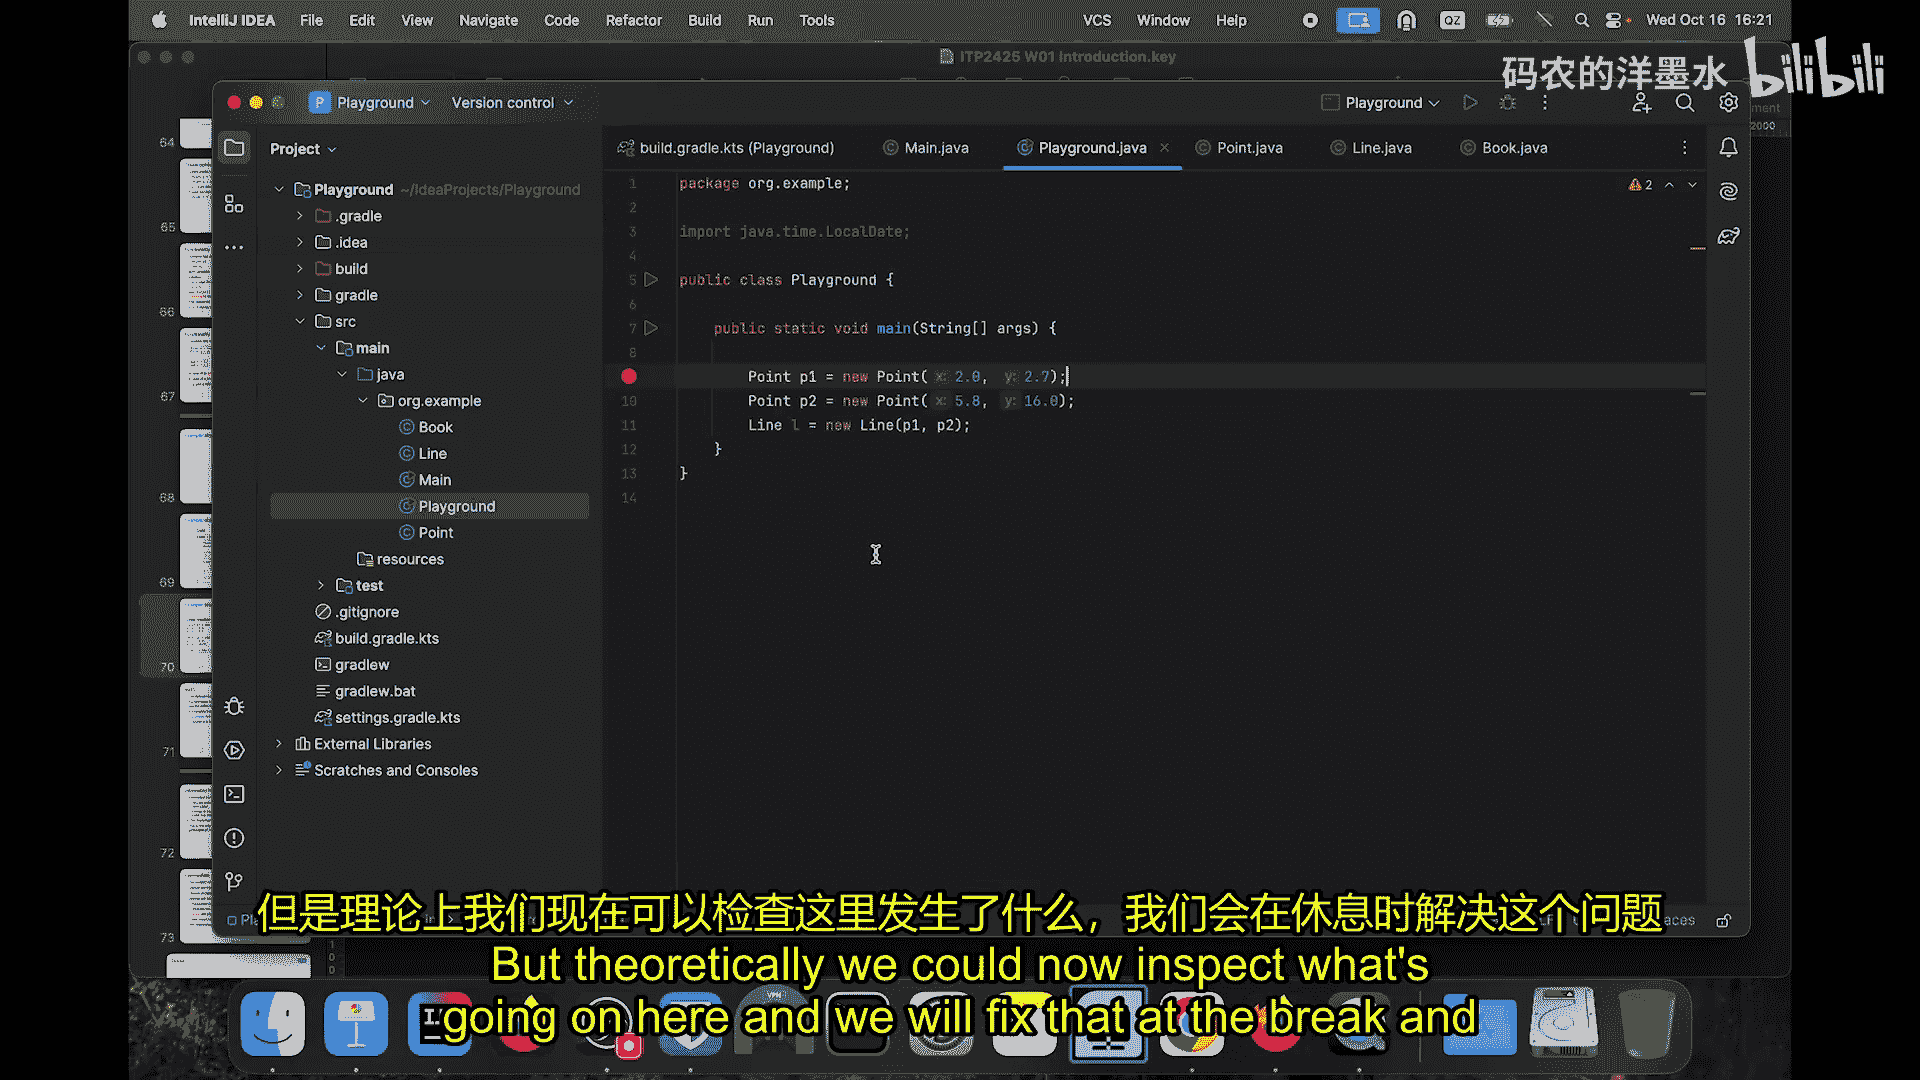 IntelliJ IDEA File Edit View Navigate Code Refactor Build Run Tools VCS Window Help QZ Wed Oct 16 16:21
ITP2425 W01 Introduction.key
码农的洋墨水 bilibili
P Playground Version control Playground
2000
Project
build.gradle.kts (Playground) Main.java Playground.java Point.java Line.java Book.java
Playground ~/IdeaProjects/Playground
.gradle
.idea
build
gradle
src
main
java
org.example
Book
Line
Main
Playground
Point
resources
test
.gitignore
build.gradle.kts
gradlew
gradlew.bat
settings.gradle.kts
External Libraries
Scratches and Consoles
64
65
66
67
68
69
70
71
72
73
2
1 package org.example;
2
3 import java.time.LocalDate;
4
5 public class Playground {
6
7 public static void main(String[] args) {
8
Point p1 = new Point( x: 2.0, y: 2.7);
10 Point p2 = new Point( x: 5.8, y: 16.0);
11 Line l = new Line(p1, p2);
12 }
13 }
14
但是理论上我们现在可以检查这里发生了什么，我们会在休息时解决这个问题
But theoretically we could now inspect what's
going on here and we will fix that at the break and
VPN